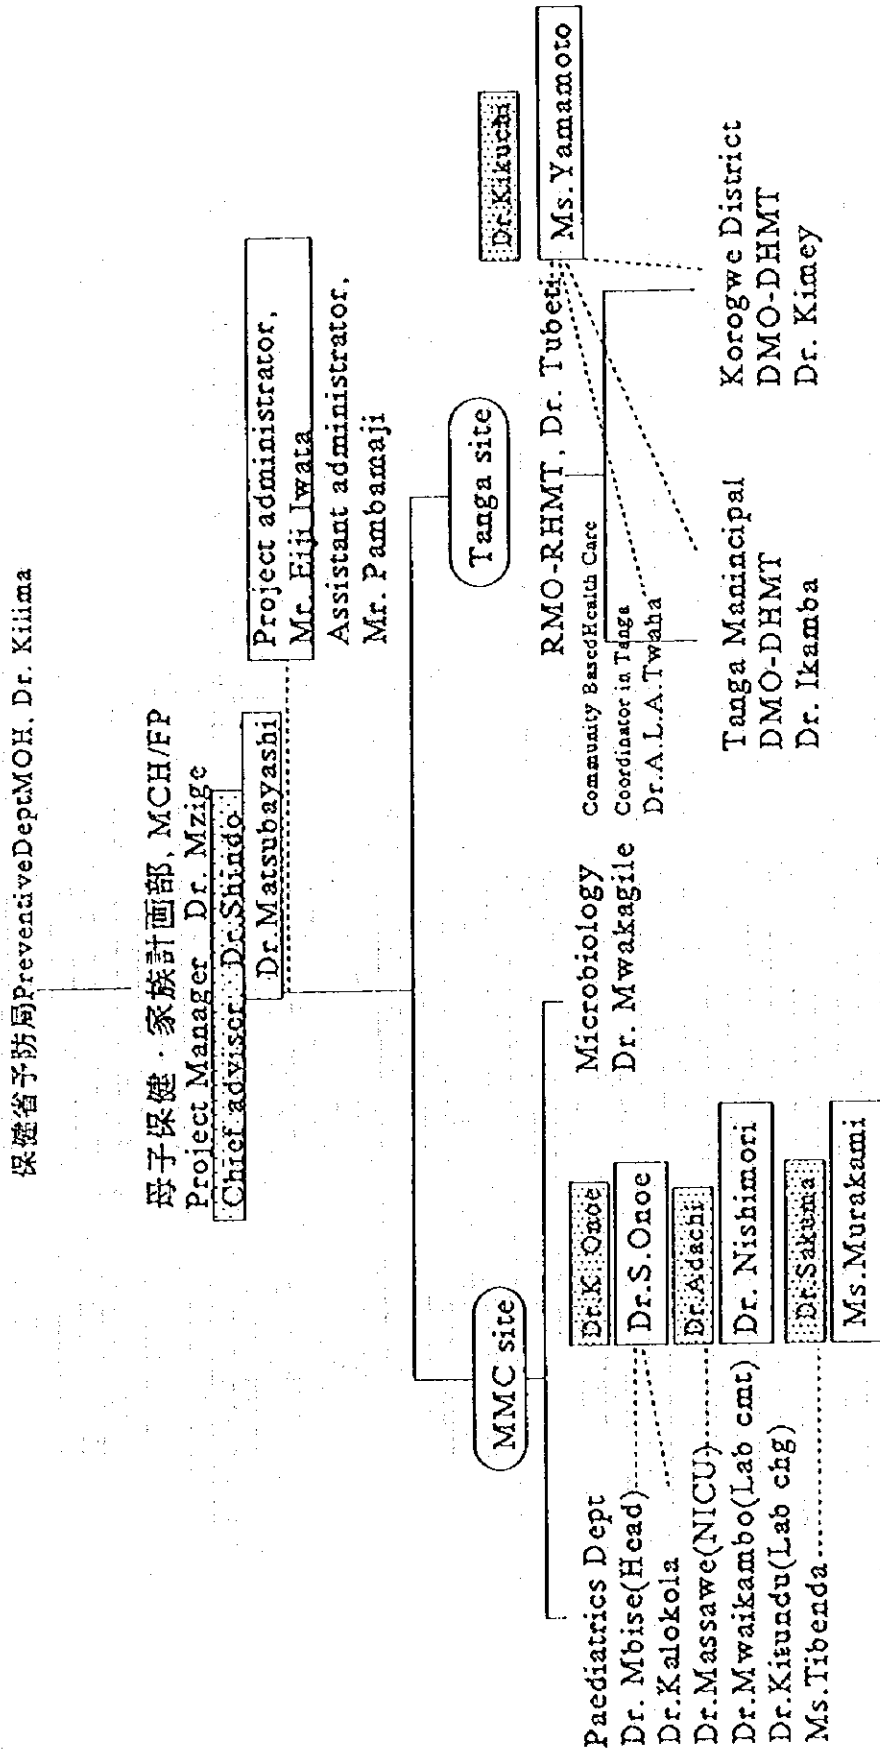 保健省予防局PreventiveDeptMOH, Dr. Kilima
母子保健・家族計画部, MCH/FP
Project Manager Dr. Mzige
Chief advisor Dr.Shindo
Dr.Matsubayashi
Project administrator,
Mr. Eiji Iwata
Assistant administrator,
Mr. Pambamaji
MMC site
Paediatrics Dept
Dr. Mbise(Head)
Dr.Kalokola
Dr.Massawe(NICU)
Dr.Mwaikambo(Lab cmt)
Dr.Kitundu(Lab chg)
Ms.Tibenda
Dr.K.Onoe
Dr.S.Onoe
Dr.Adachi
Dr. Nishimori
Dr.Sakuma
Ms.Murakami
Microbiology
Dr. Mwakagile
Tanga site
Dr.Kikuchi
Ms.Yamamoto
RMO-RHMT, Dr. Tubeti
Community BasedHealth Care
Coordinator in Tanga
Dr.A.L.A.Twaha
Tanga Manincipal
DMO-DHMT
Dr. Ikamba
Korogwe District
DMO-DHMT
Dr. Kimey